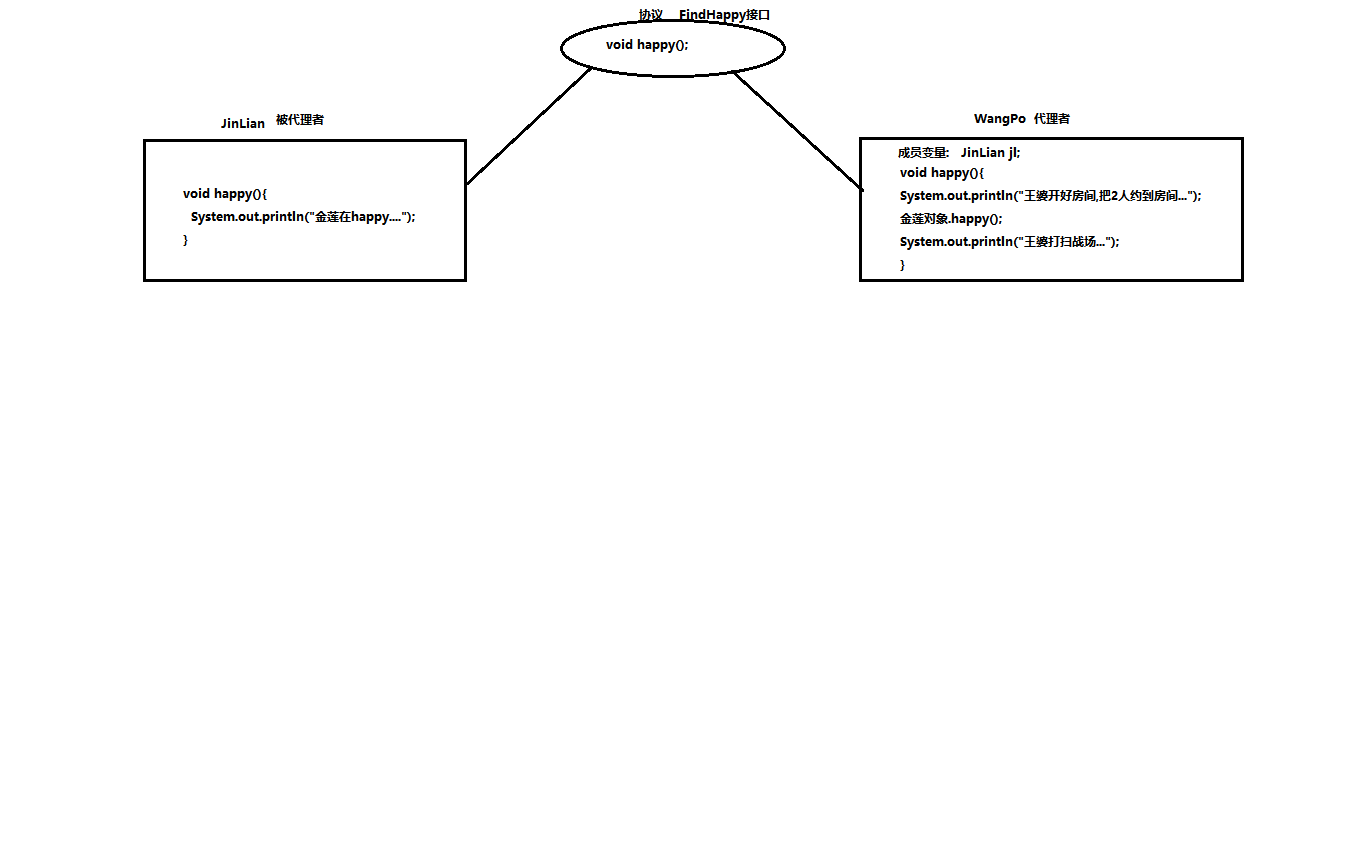 协议 FindHappy接口
void happy();
JinLian 被代理者
void happy(){
System.out.println("金莲在happy....");
}
WangPo 代理者
成员变量: JinLian jl;
void happy(){
System.out.println("王婆开好房间,把2人约到房间...");
金莲对象.happy();
System.out.println("王婆打扫战场...");
}